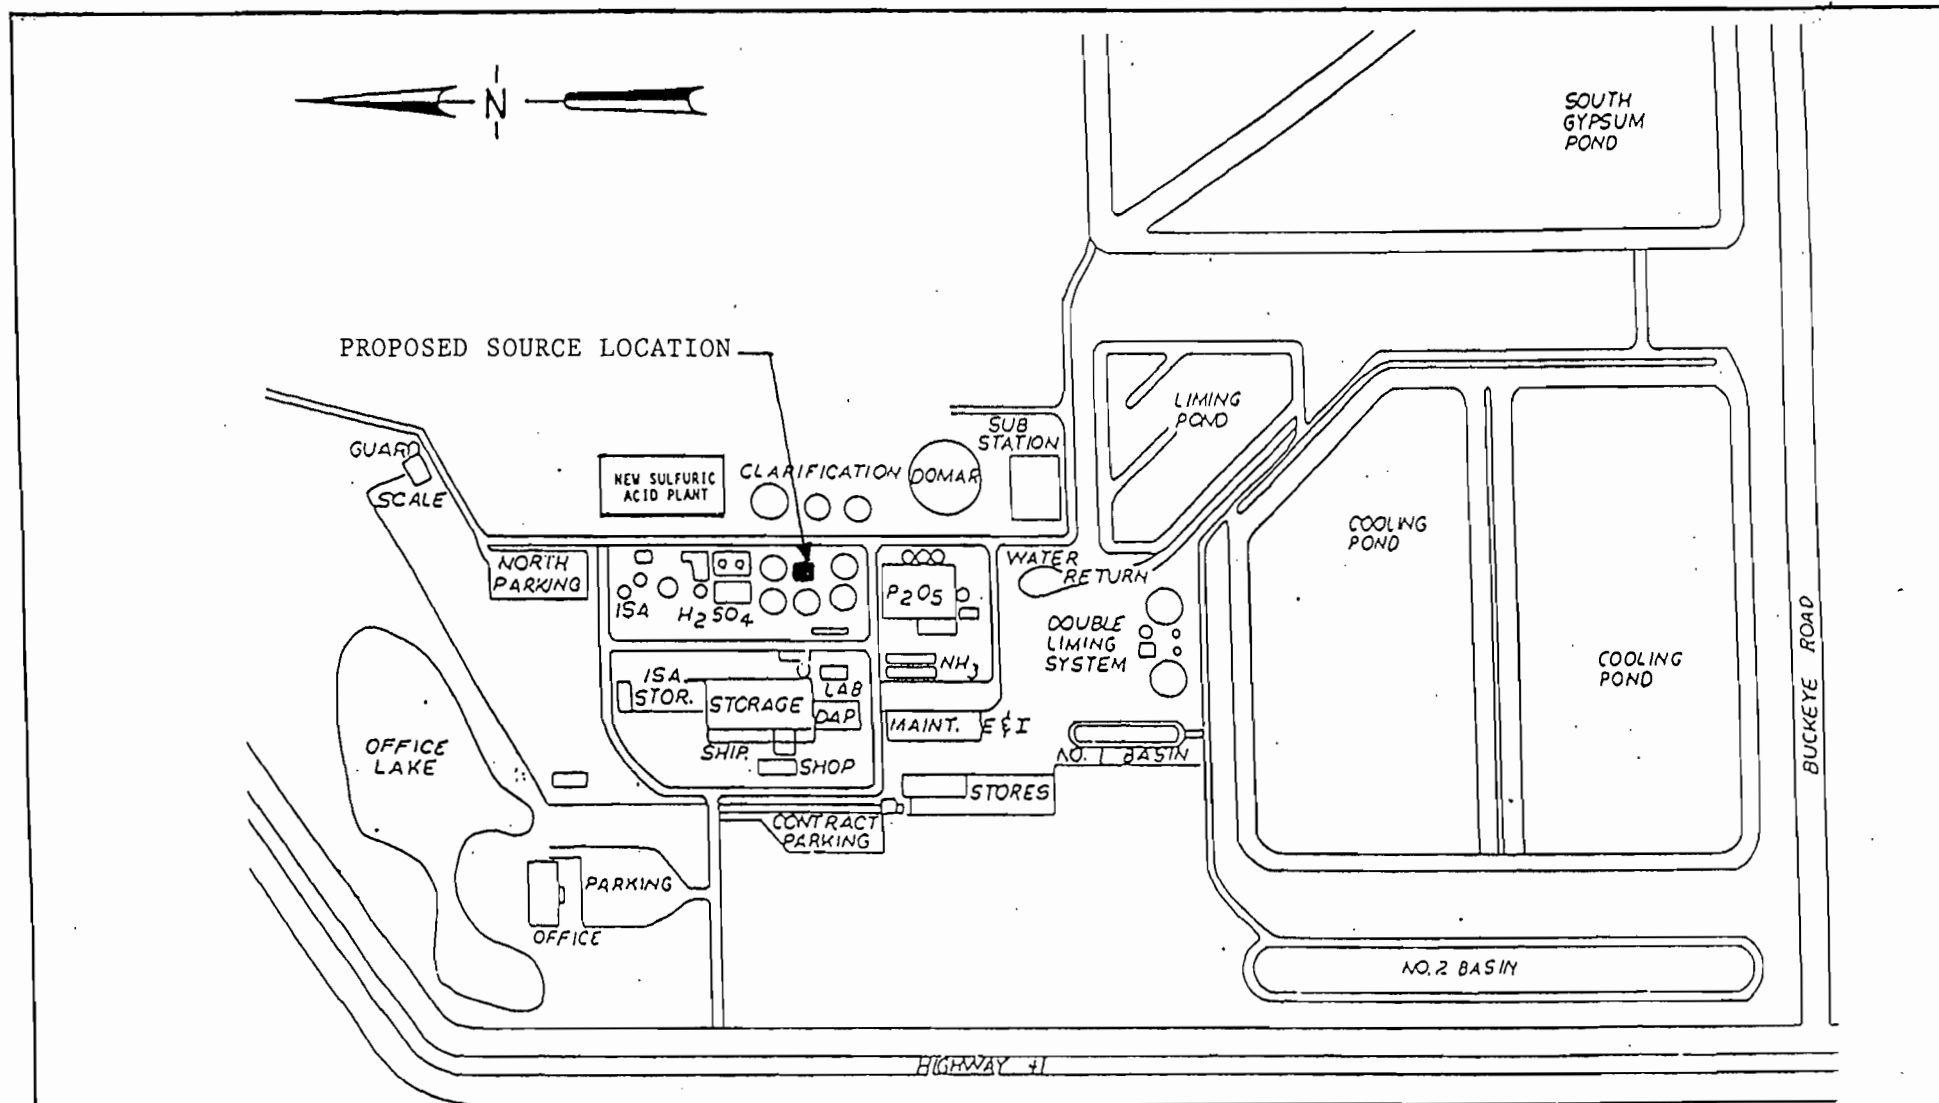 N
SOUTH
GYPSUM
POND
PROPOSED SOURCE LOCATION
LIMING
POND
SUB
STATION
GUARD
SCALE
NEW SULFURIC
ACID PLANT
CLARIFICATION
DOMAR
COOLING
POND
NORTH
PARKING
WATER
RETURN
ISA
H2SO4
P2O5
DOUBLE
LIMING
SYSTEM
COOLING
POND
BUCKEYE ROAD
NH3
ISA
STOR.
STORAGE
LAB
DAP
MAINT.
E&I
OFFICE
LAKE
SHIP.
SHOP
NO. 1 BASIN
STORES
CONTRACT
PARKING
PARKING
OFFICE
NO. 2 BASIN
HIGHWAY 41